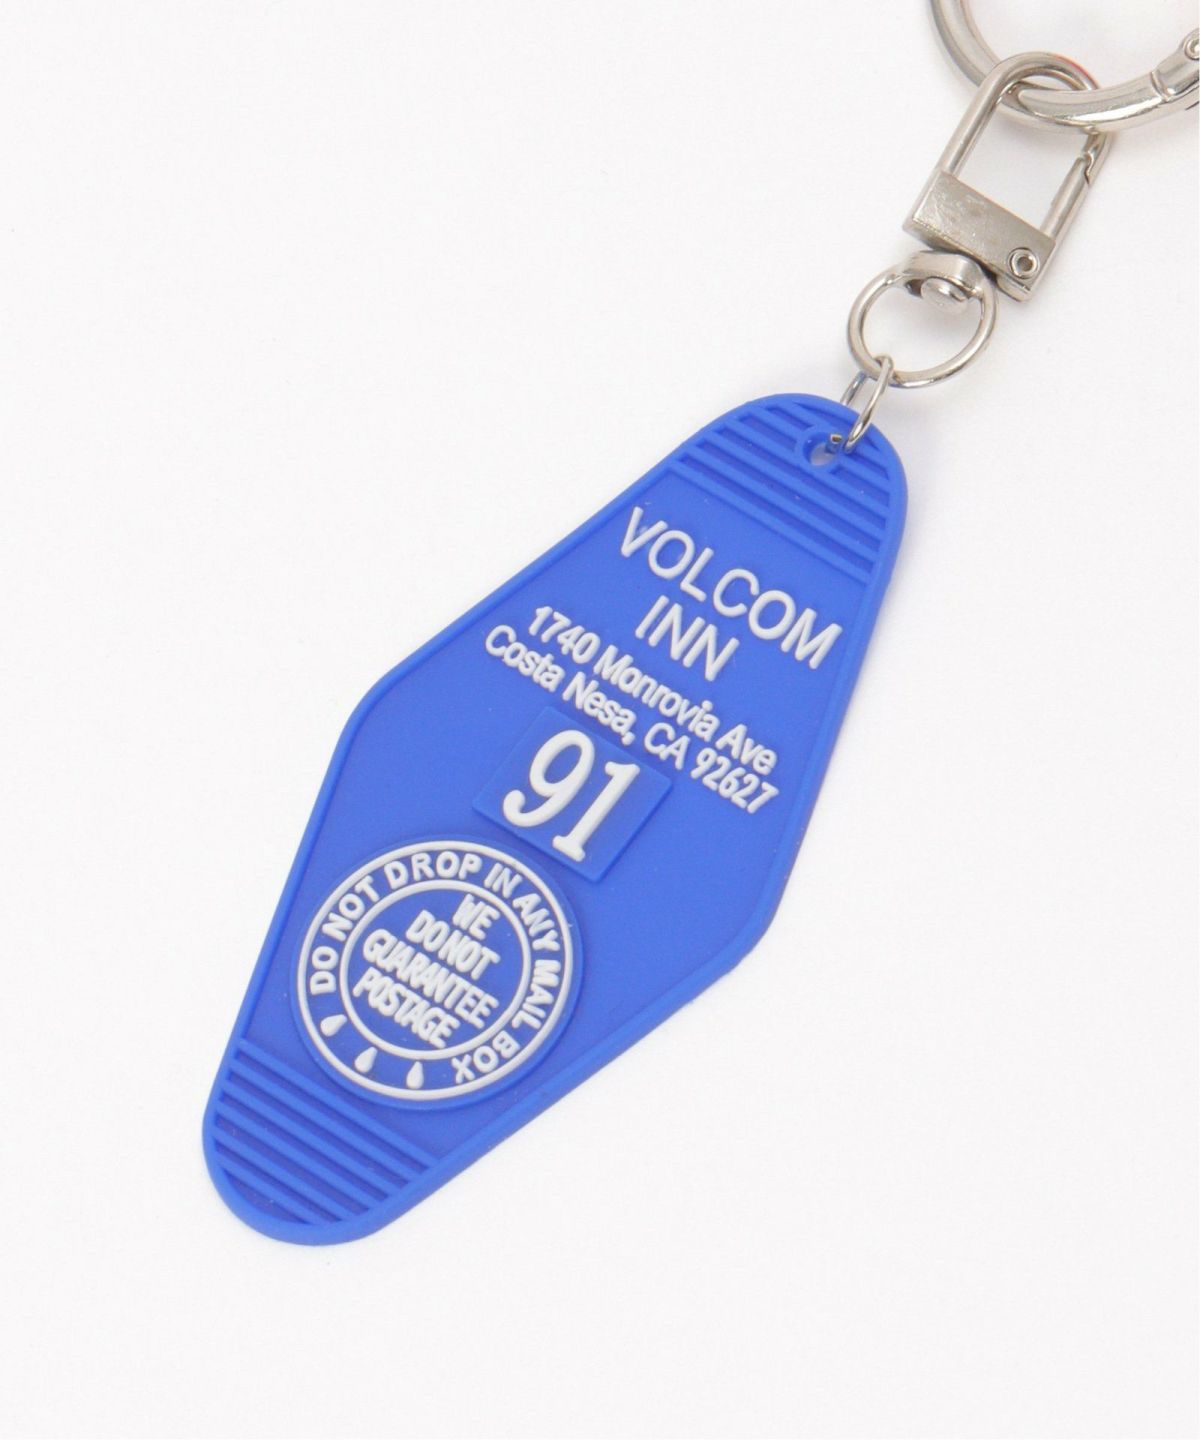 VOLCOM
INN
1740 Monrovia Ave
Costa Nesa, CA 92627
91
DO NOT DROP IN ANY MAIL BOX
WE
DO NOT
GUARANTEE
POSTAGE